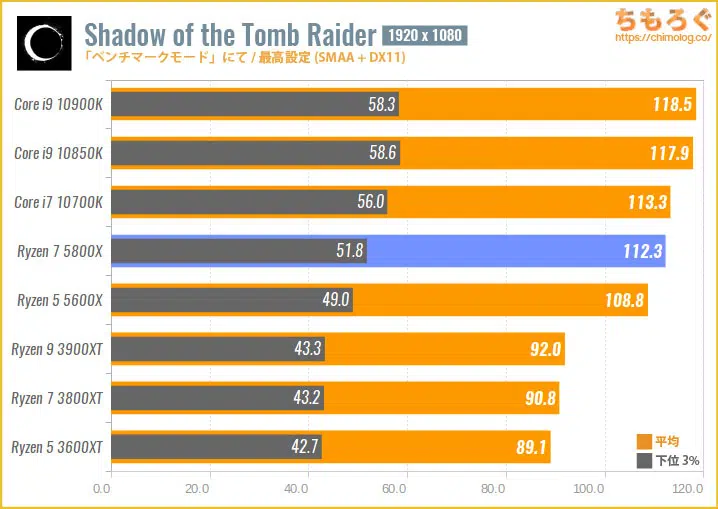 Shadow of the Tomb Raider 1920 x 1080
「ベンチマークモード」にて / 最高設定 (SMAA + DX11)
ちもろぐ
https://chimolog.co/
Core i9 10900K 58.3 118.5
Core i9 10850K 58.6 117.9
Core i7 10700K 56.0 113.3
Ryzen 7 5800X 51.8 112.3
Ryzen 5 5600X 49.0 108.8
Ryzen 9 3900XT 43.3 92.0
Ryzen 7 3800XT 43.2 90.8
Ryzen 5 3600XT 42.7 89.1
平均
下位 3%
0.0 20.0 40.0 60.0 80.0 100.0 120.0